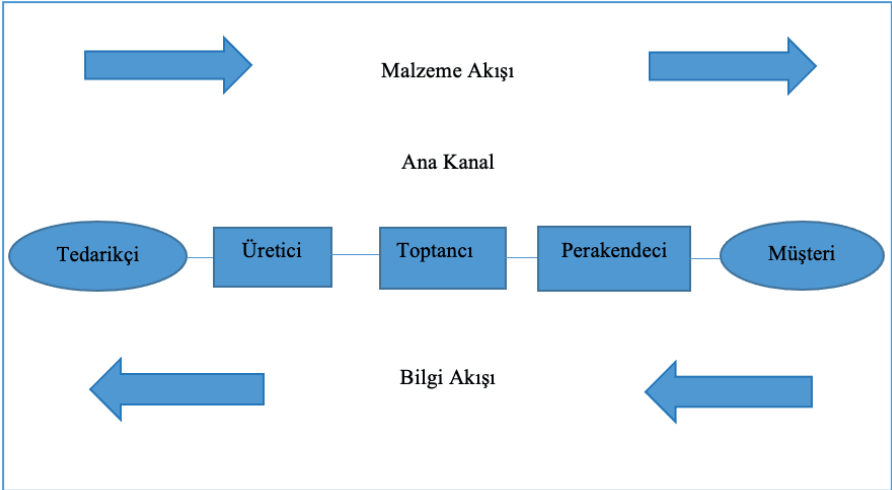 Malzeme Akışı
Ana Kanal
Tedarikçi
Üretici
Toptancı
Perakendeci
Müşteri
Bilgi Akışı